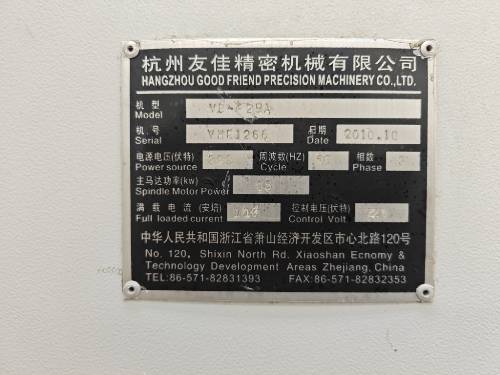 杭州友佳精密机械有限公司
HANGZHOU GOOD FRIEND PRECISION MACHINERY CO.,LTD.
机 型
Model
机 号 日期 2010.10
Serial Date
电源电压(伏特) 周波数(HZ) 相数
Power source Cycle Phase
主马达功率(kw)
Spindle Motor Power
满 载 电 流 (安培) 控制电压(伏特)
Full loaded current Control Volt.
中华人民共和国浙江省萧山经济开发区市心北路120号
No. 120, Shixin North Rd. Xiaoshan Ecnomy &
Technology Development Areas Zhejiang, China
TEL:86-571-82831393 FAX:86-571-82832353